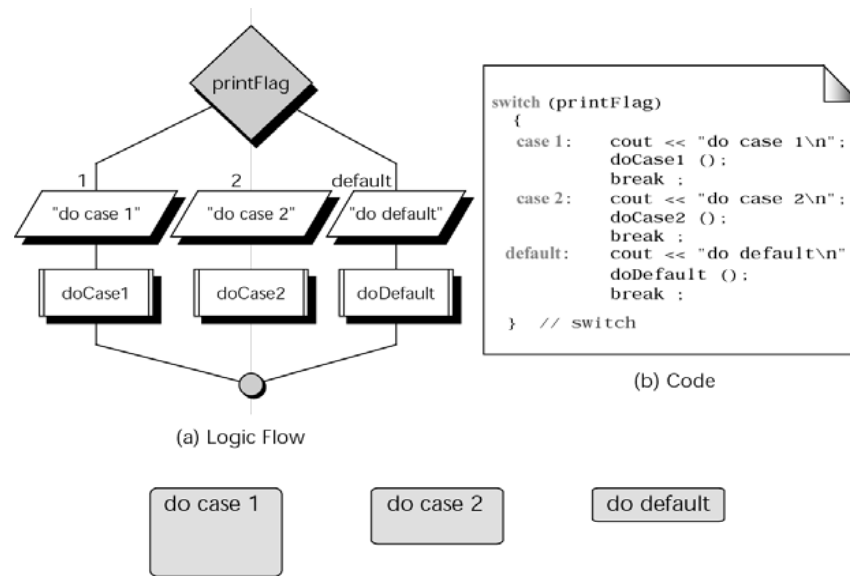 printFlag
1
2
default
"do case 1"
"do case 2"
"do default"
doCase1
doCase2
doDefault
(a) Logic Flow
switch (printFlag)
{
case 1: cout << "do case 1\n";
doCase1 ();
break ;
case 2: cout << "do case 2\n";
doCase2 ();
break ;
default: cout << "do default\n"
doDefault ();
break ;
} // switch
(b) Code
do case 1
do case 2
do default